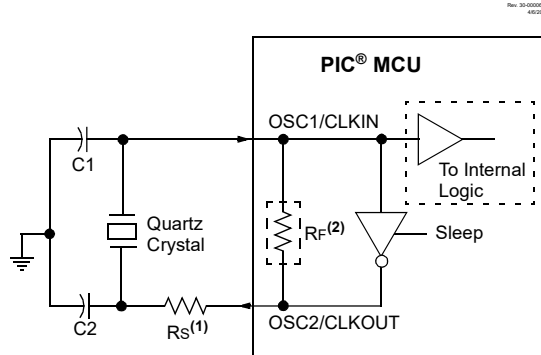 PIC® MCU
OSC1/CLKIN
C1
To Internal
Logic
Quartz
Crystal
RF(2)
Sleep
C2
RS(1)
OSC2/CLKOUT